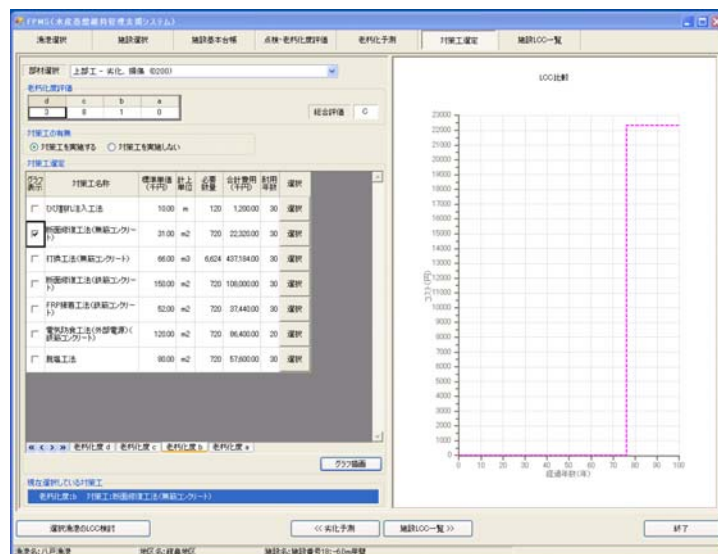 FPMS(水産基盤維持管理支援システム)
漁港選択 施設選択 施設基本台帳 点検・老朽化度評価 老朽化予測 対策工選定 施設LCC一覧
部材選択 上部工 - 劣化、損傷 (0200)
老朽化度評価
d c b a
3 8 1 0
総合評価 C
対策工の有無
対策工を実施する 対策工を実施しない
対策工選定
グラフ表示 対策工名称 標準単価(千円) 計上単位 必要数量 合計費用(千円) 耐用年数 選択
ひび割れ注入工法 10.00 m 120 1,200.00 30 選択
断面修復工法(無筋コンクリート) 31.00 m2 720 22,320.00 30 選択
打換工法(無筋コンクリート) 66.00 m3 6,624 437,184.00 30 選択
断面修復工法(鉄筋コンクリート) 150.00 m2 720 108,000.00 30 選択
FRP接着工法(鉄筋コンクリート) 52.00 m2 720 37,440.00 30 選択
電気防食工法(外部電源)(鉄筋コンクリート) 120.00 m2 720 86,400.00 20 選択
脱塩工法 80.00 m2 720 57,600.00 30 選択
老朽化度 d 老朽化度 c 老朽化度 b 老朽化度 a
グラフ描画
現在選択している対策工
老朽化度:b 対策工:断面修復工法(無筋コンクリート)
LCC比較
23000
22000
21000
20000
19000
18000
17000
16000
15000
14000
13000
12000
11000
10000
9000
8000
7000
6000
5000
4000
3000
2000
1000
0
コスト(千円)
0 10 20 30 40 50 60 70 80 90 100
経過年数(年)
選択漁港のLCC検討 << 劣化予測 施設LCC一覧 >> 終了
漁港名:八戸漁港